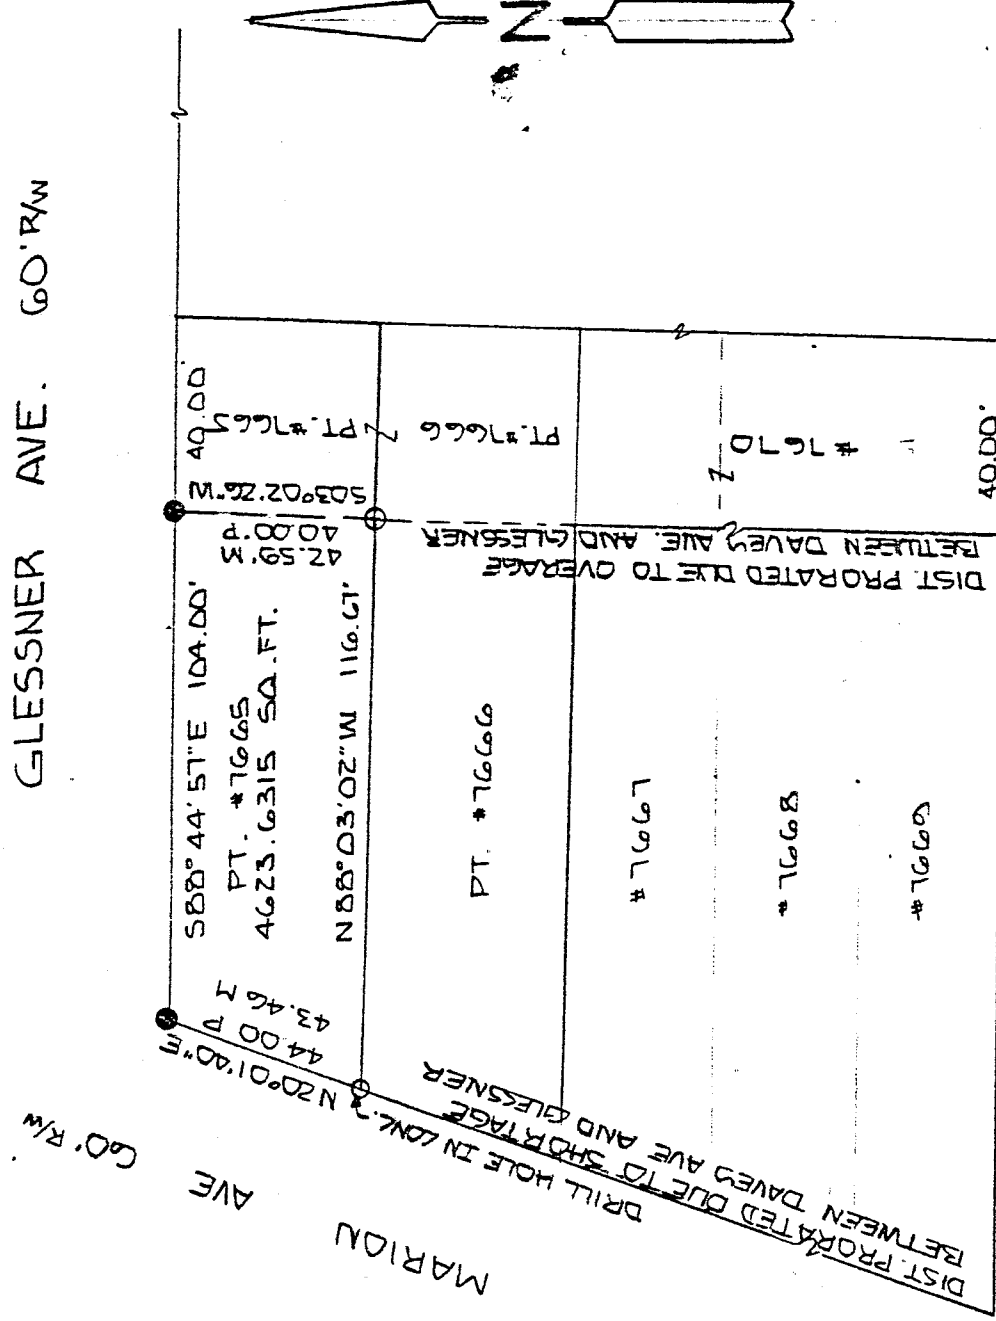 N
GLESSNER AVE. 60' R/W
40.00'
PT. #7665
PT. #7666
#7670
40.00'
S03°02'26"W
40.00' P
42.59' M
DIST. PRORATED DUE TO OVERAGE
BETWEEN DAVEY AVE. AND GLESSNER
S88°44'57"E 104.00'
PT. #7665
4623.6315 SQ.FT.
N88°03'02"W 116.67'
PT. #7666
#7667
#7668
#7669
N20°01'40"E
44.00 P
43.46 M
DRILL HOLE IN CONC.
DIST. PRORATED DUE TO SHORTAGE
BETWEEN DAVEY AVE AND GLESSNER
MARION AVE 60' R/W